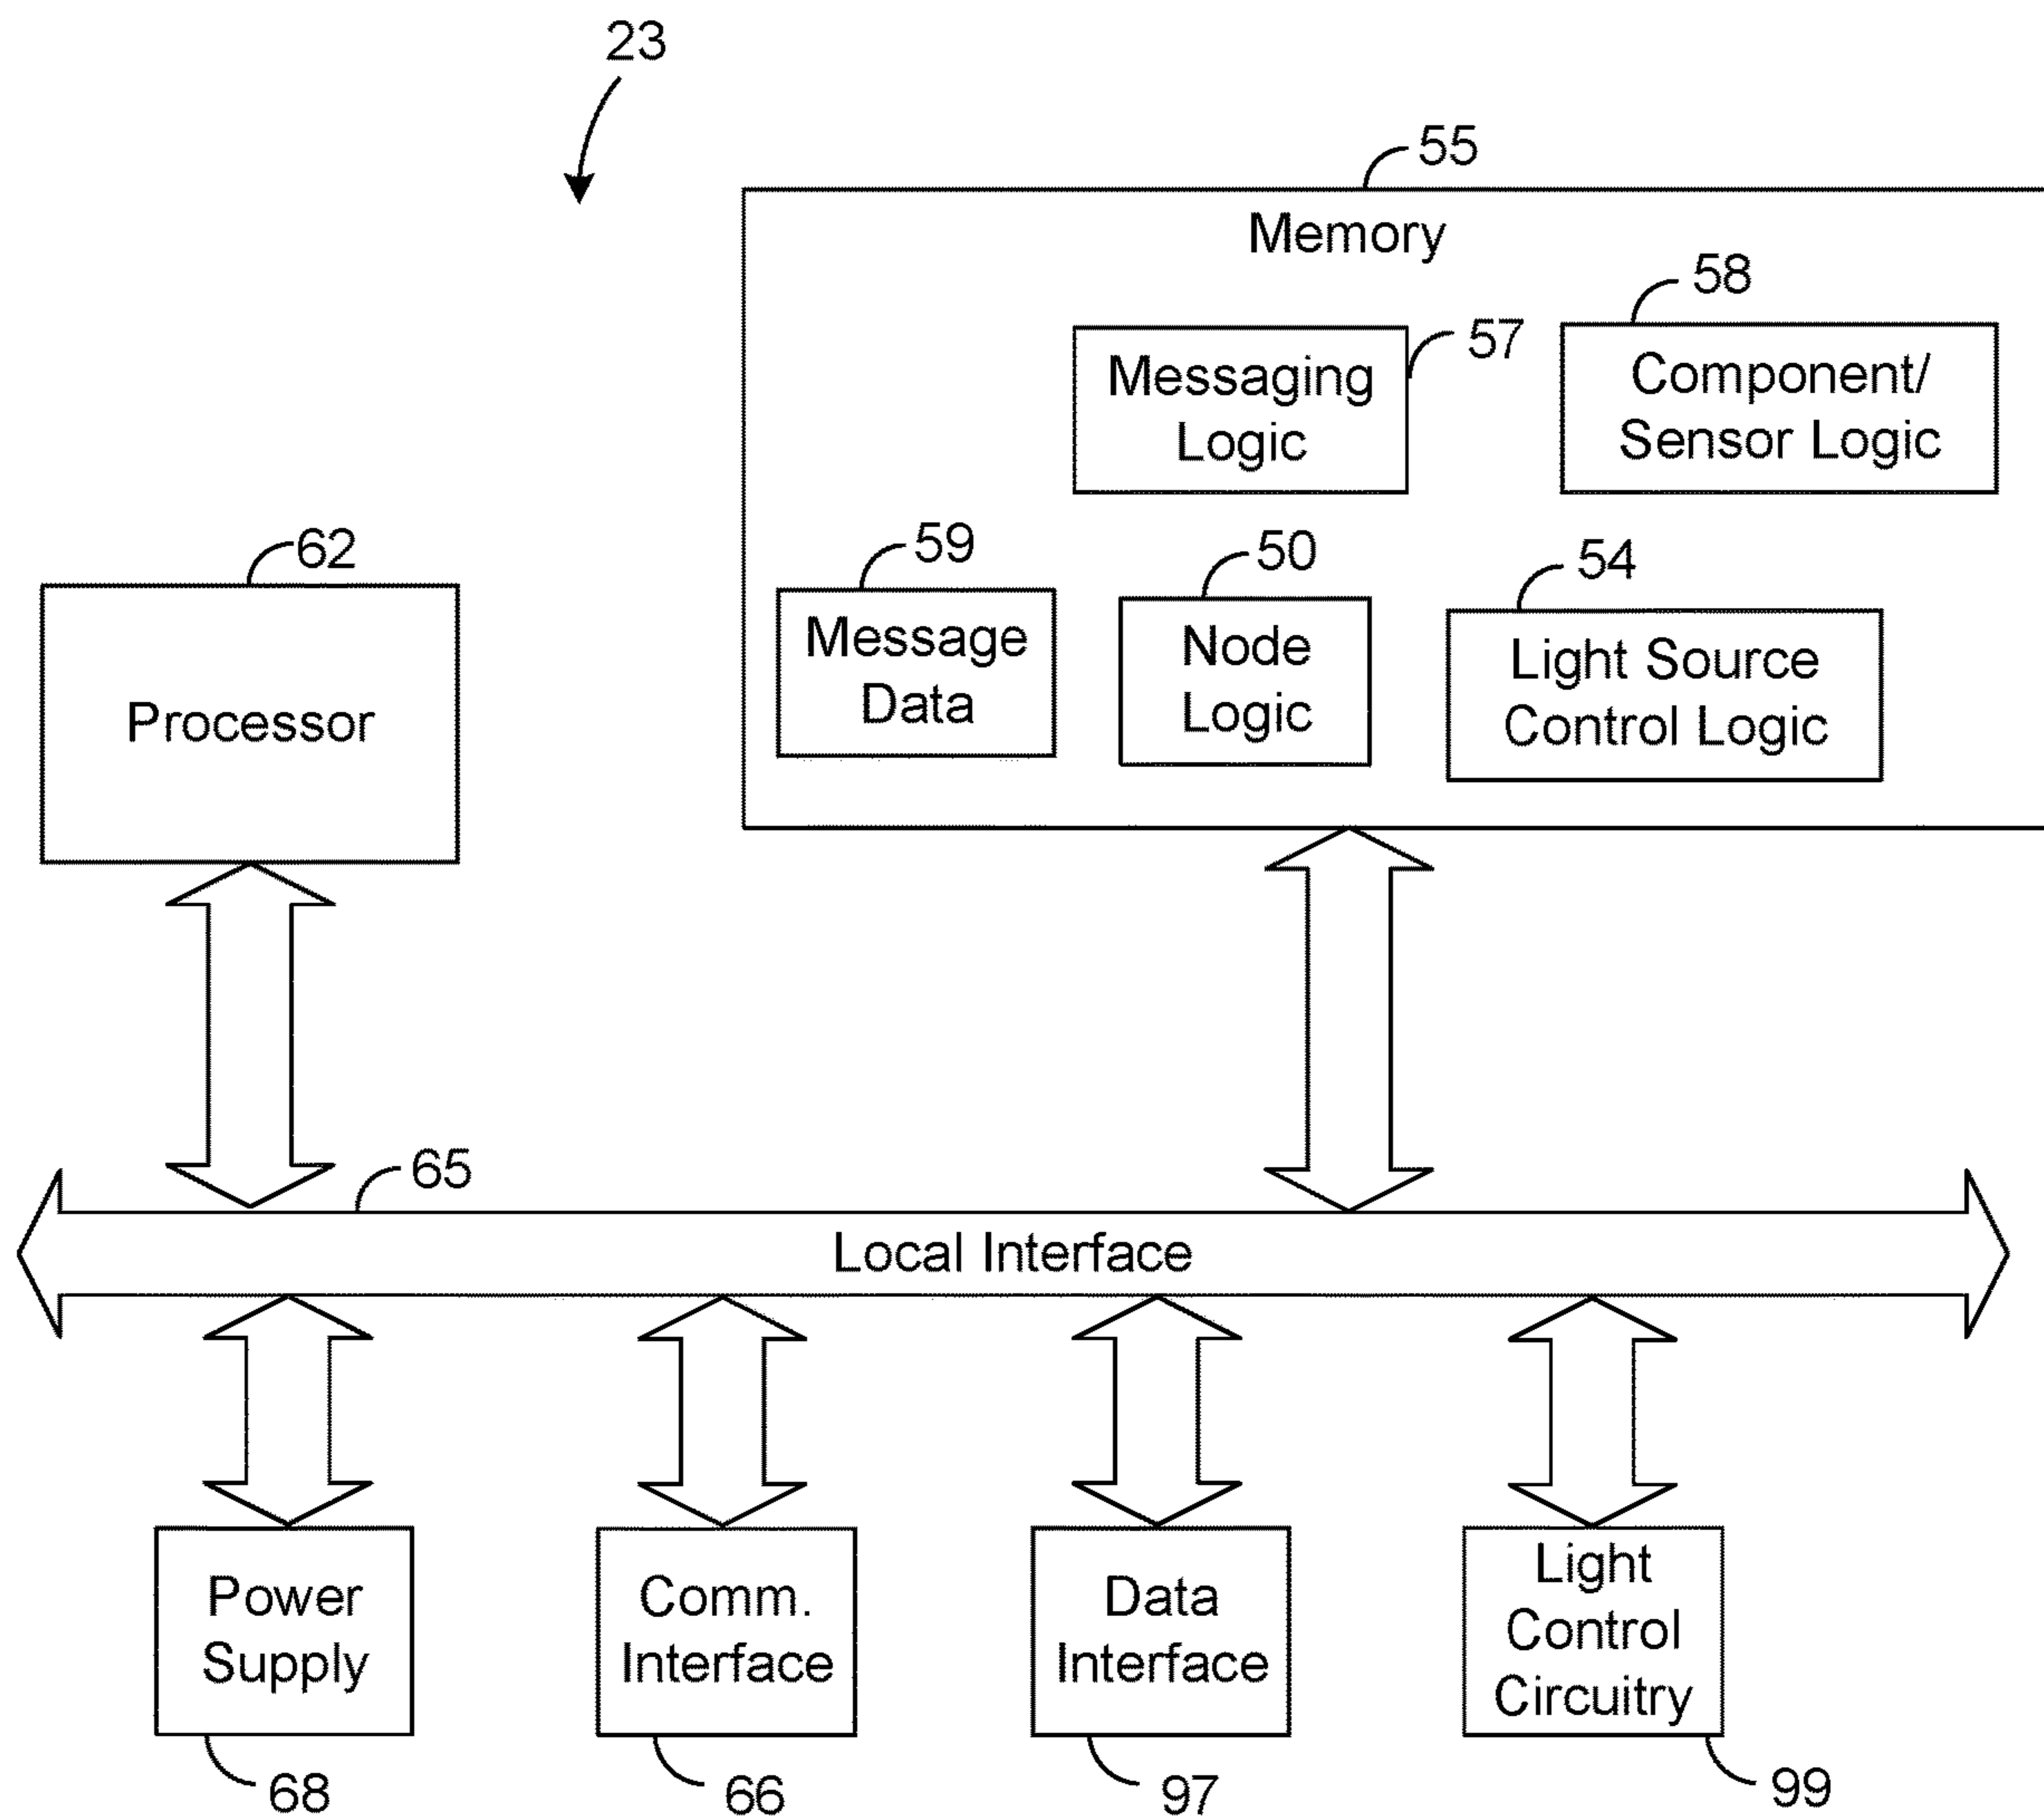 23
55
Memory
58
57
Messaging
Logic
Component/
Sensor Logic
62
59
50
54
Processor
Message
Data
Node
Logic
Light Source
Control Logic
65
Local Interface
Power
Supply
Comm.
Interface
Data
Interface
Light
Control
Circuitry
68
66
97
99